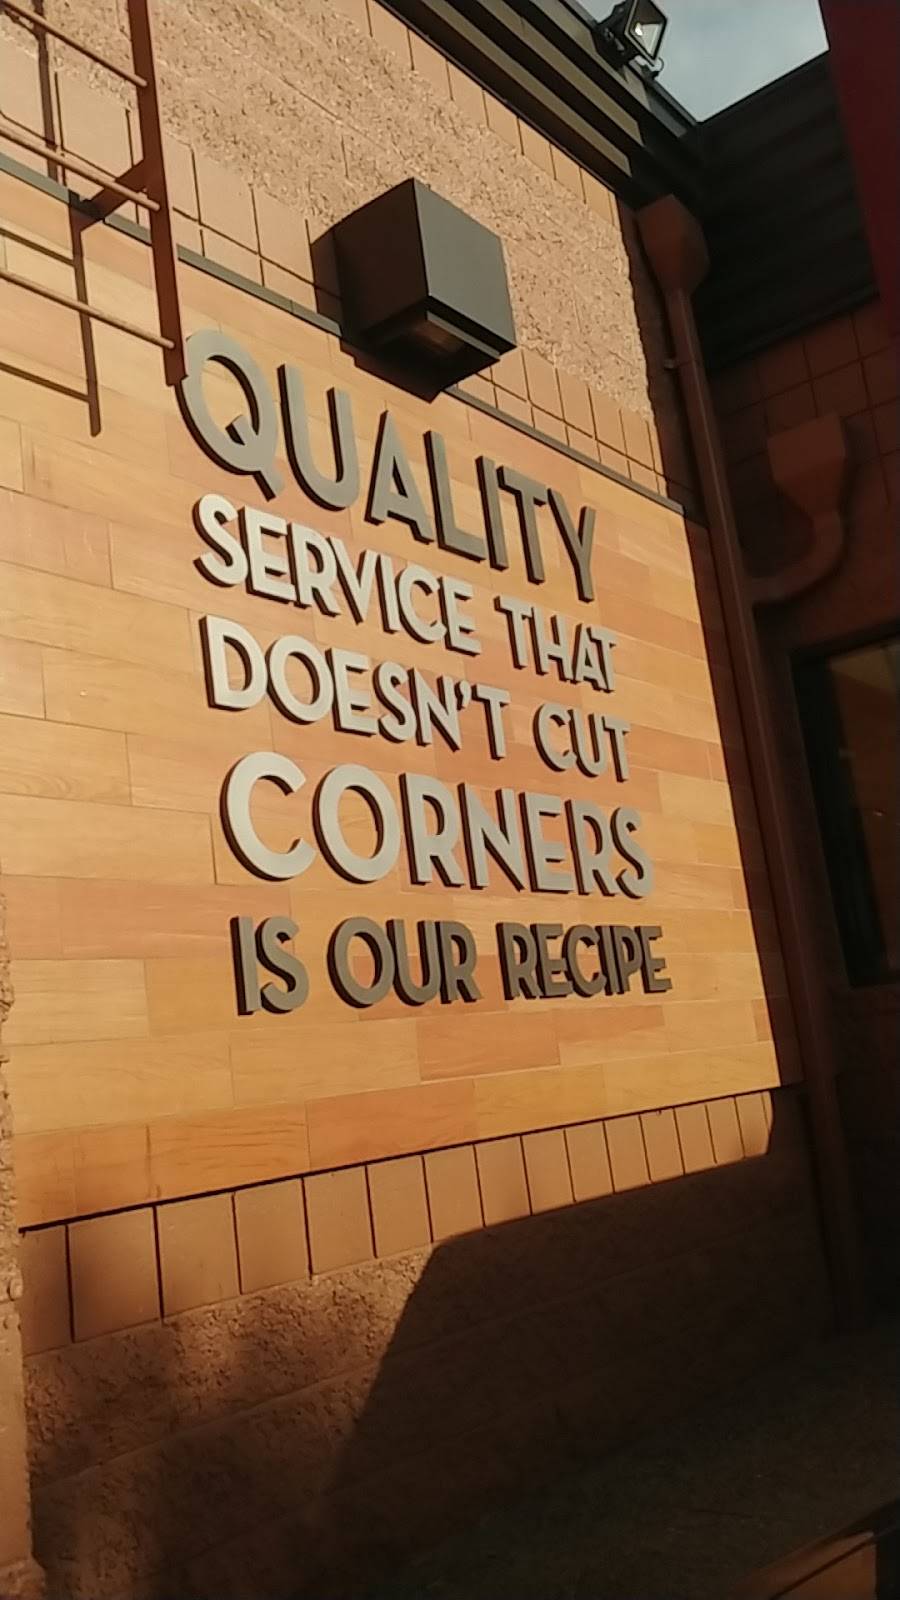 QUALITY
SERVICE THAT
DOESN'T CUT
CORNERS
IS OUR RECIPE